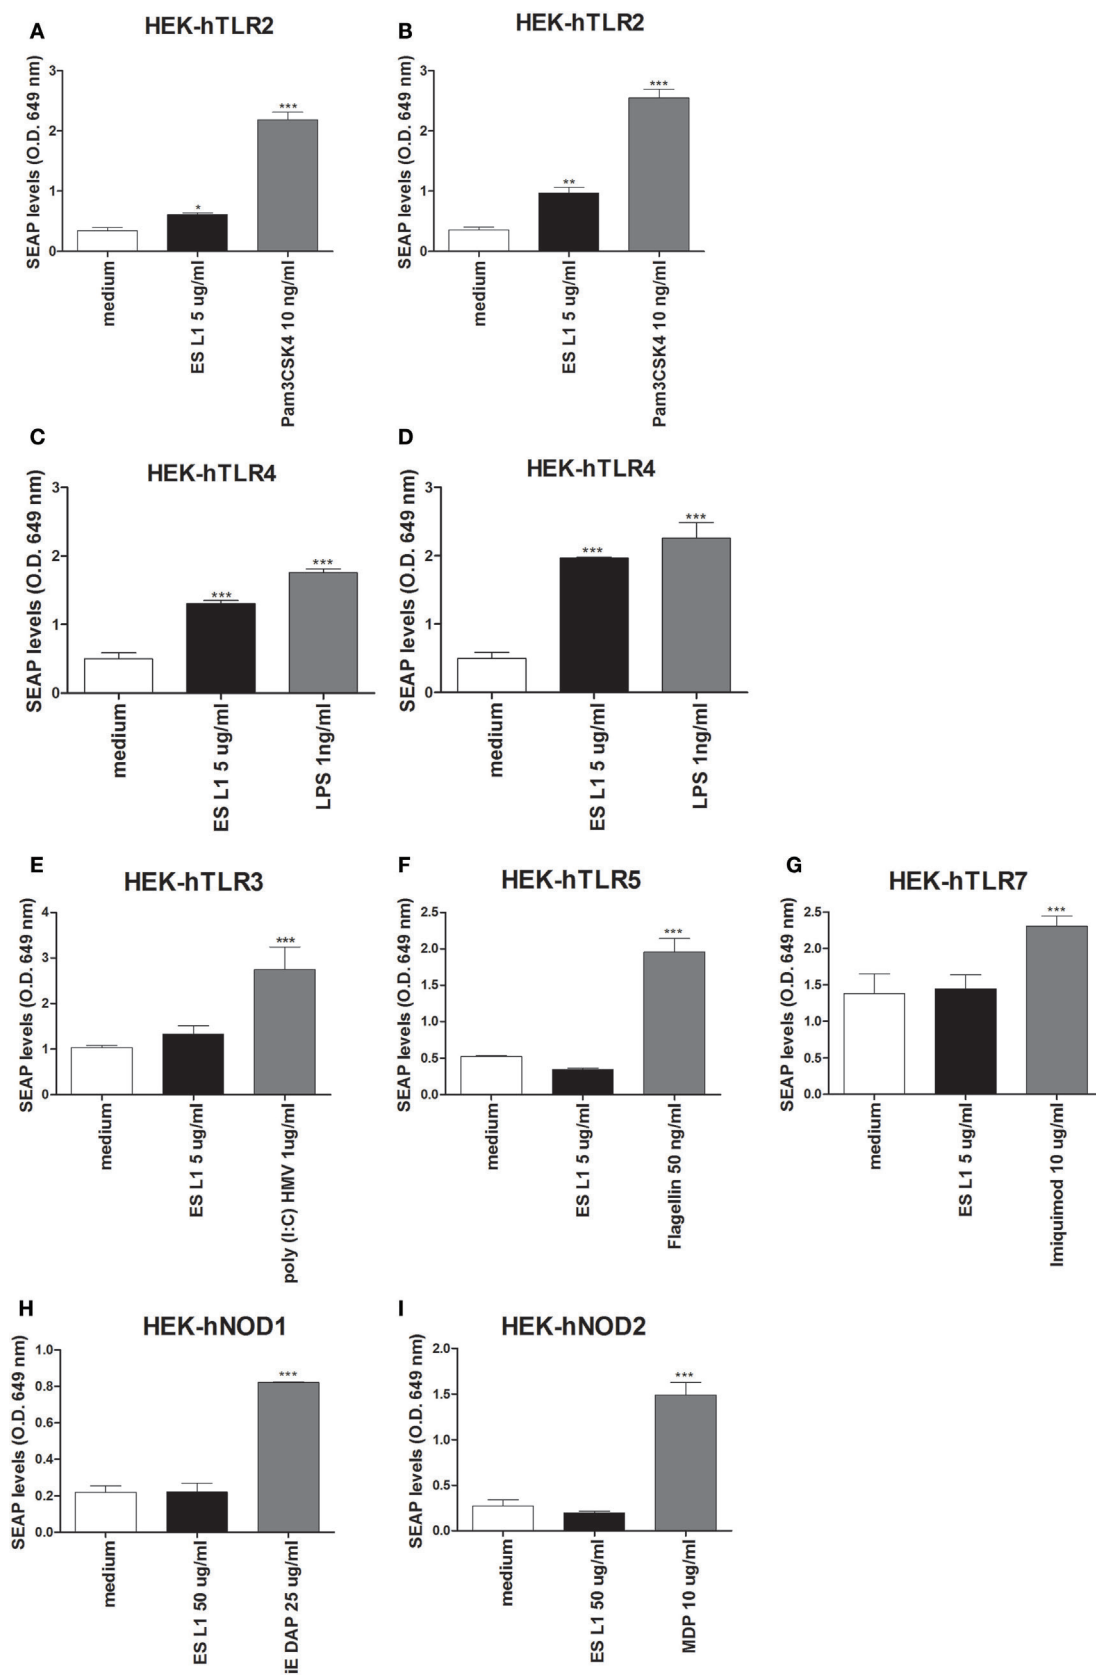 A
HEK-hTLR2
SEAP levels (O.D. 649 nm)
3
2
1
0
*
***
medium
ES L1 5 ug/ml
Pam3CSK4 10 ng/ml
B
HEK-hTLR2
SEAP levels (O.D. 649 nm)
3
2
1
0
**
***
medium
ES L1 5 ug/ml
Pam3CSK4 10 ng/ml
C
HEK-hTLR4
SEAP levels (O.D. 649 nm)
3
2
1
0
***
***
medium
ES L1 5 ug/ml
LPS 1ng/ml
D
HEK-hTLR4
SEAP levels (O.D. 649 nm)
3
2
1
0
***
***
medium
ES L1 5 ug/ml
LPS 1ng/ml
E
HEK-hTLR3
SEAP levels (O.D. 649 nm)
4
3
2
1
0
***
medium
ES L1 5 ug/ml
poly (I:C) HMV 1ug/ml
F
HEK-hTLR5
SEAP levels (O.D. 649 nm)
2.5
2.0
1.5
1.0
0.5
0.0
***
medium
ES L1 5 ug/ml
Flagellin 50 ng/ml
G
HEK-hTLR7
SEAP levels (O.D. 649 nm)
2.5
2.0
1.5
1.0
0.5
0.0
***
medium
ES L1 5 ug/ml
Imiquimod 10 ug/ml
H
HEK-hNOD1
SEAP levels (O.D. 649 nm)
1.0
0.8
0.6
0.4
0.2
0.0
***
medium
ES L1 50 ug/ml
iE DAP 25 ug/ml
I
HEK-hNOD2
SEAP levels (O.D. 649 nm)
2.0
1.5
1.0
0.5
0.0
***
medium
ES L1 50 ug/ml
MDP 10 ug/ml